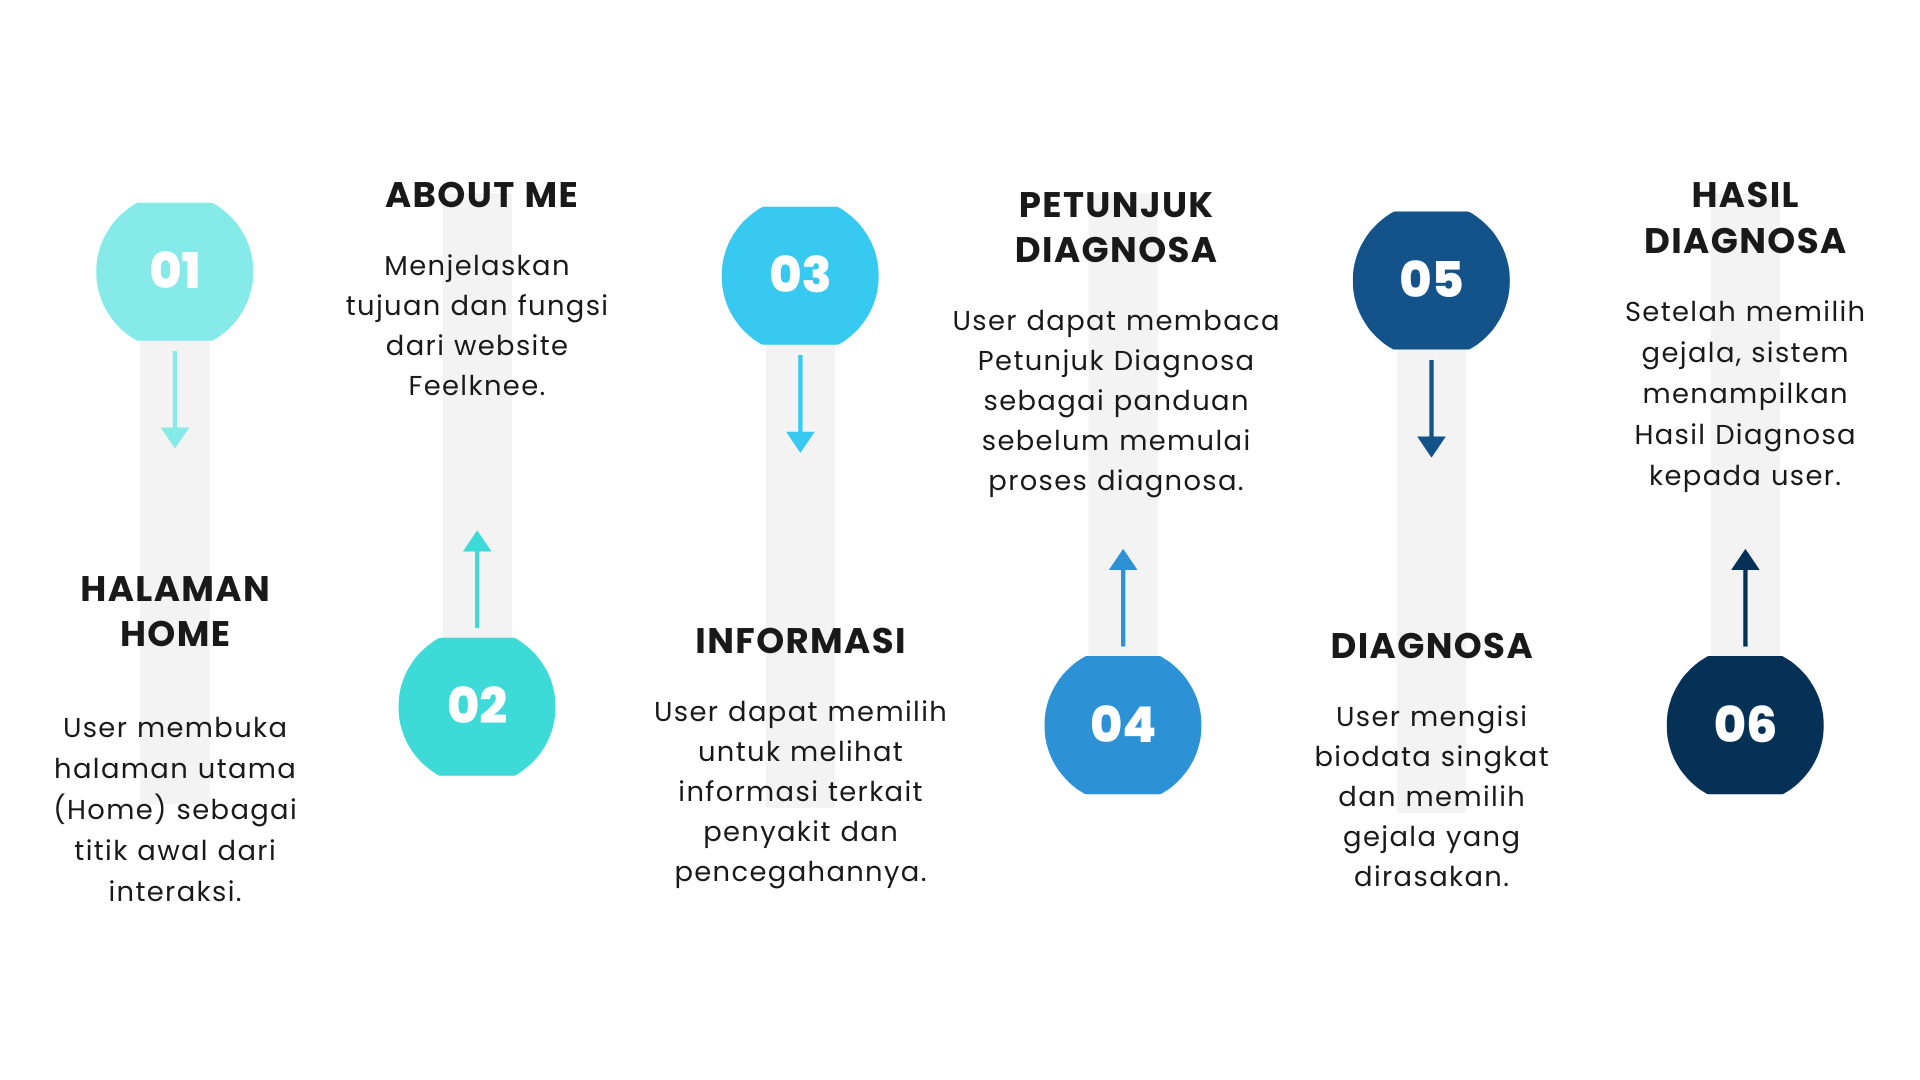 01
HALAMAN
HOME
User membuka
halaman utama
(Home) sebagai
titik awal dari
interaksi.
ABOUT ME
Menjelaskan
tujuan dan fungsi
dari website
Feelknee.
02
03
INFORMASI
User dapat memilih
untuk melihat
informasi terkait
penyakit dan
pencegahannya.
PETUNJUK
DIAGNOSA
User dapat membaca
Petunjuk Diagnosa
sebagai panduan
sebelum memulai
proses diagnosa.
04
05
DIAGNOSA
User mengisi
biodata singkat
dan memilih
gejala yang
dirasakan.
HASIL
DIAGNOSA
Setelah memilih
gejala, sistem
menampilkan
Hasil Diagnosa
kepada user.
06